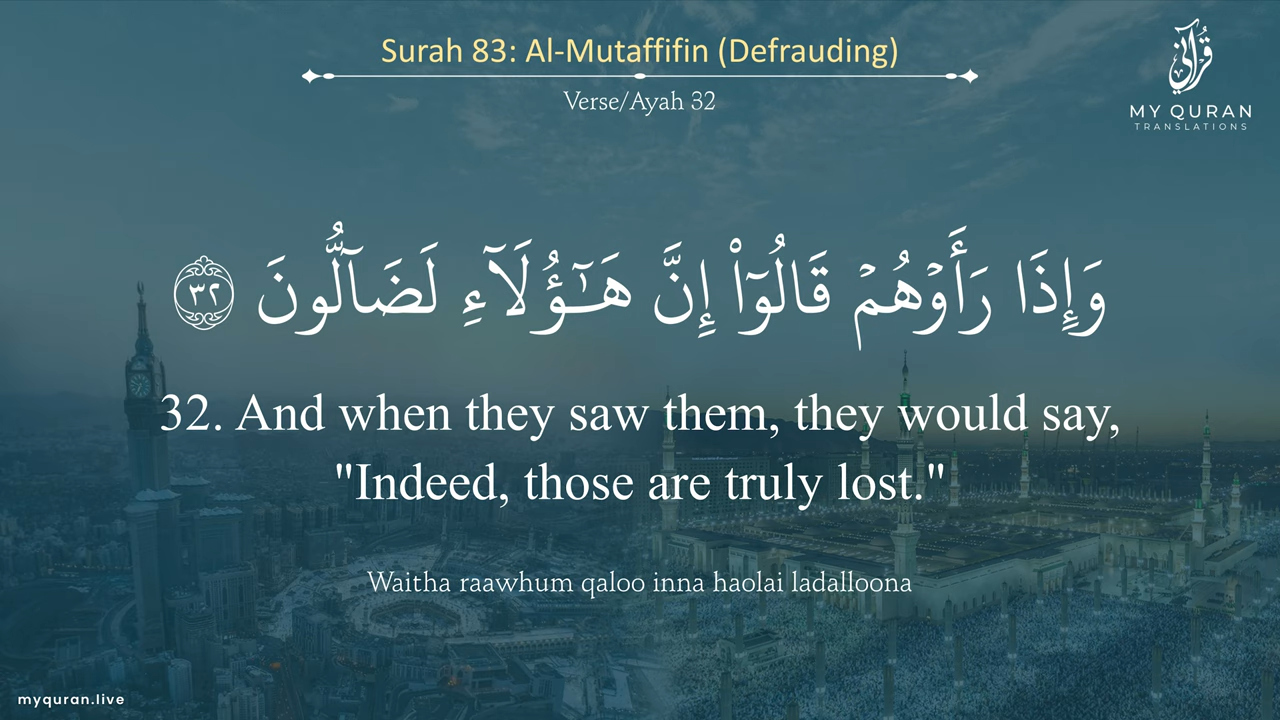 Surah 83: Al-Mutaffifin (Defrauding)
Verse/Ayah 32
قرآني
MY QURAN
TRANSLATIONS
وَإِذَا رَأَوۡهُمۡ قَالُوٓاْ إِنَّ هَـٰٓؤُلَآءِ لَضَآلُّونَ ٣٢
32. And when they saw them, they would say,
"Indeed, those are truly lost."
Waitha raawhum qaloo inna haolai ladalloona
myquran.live